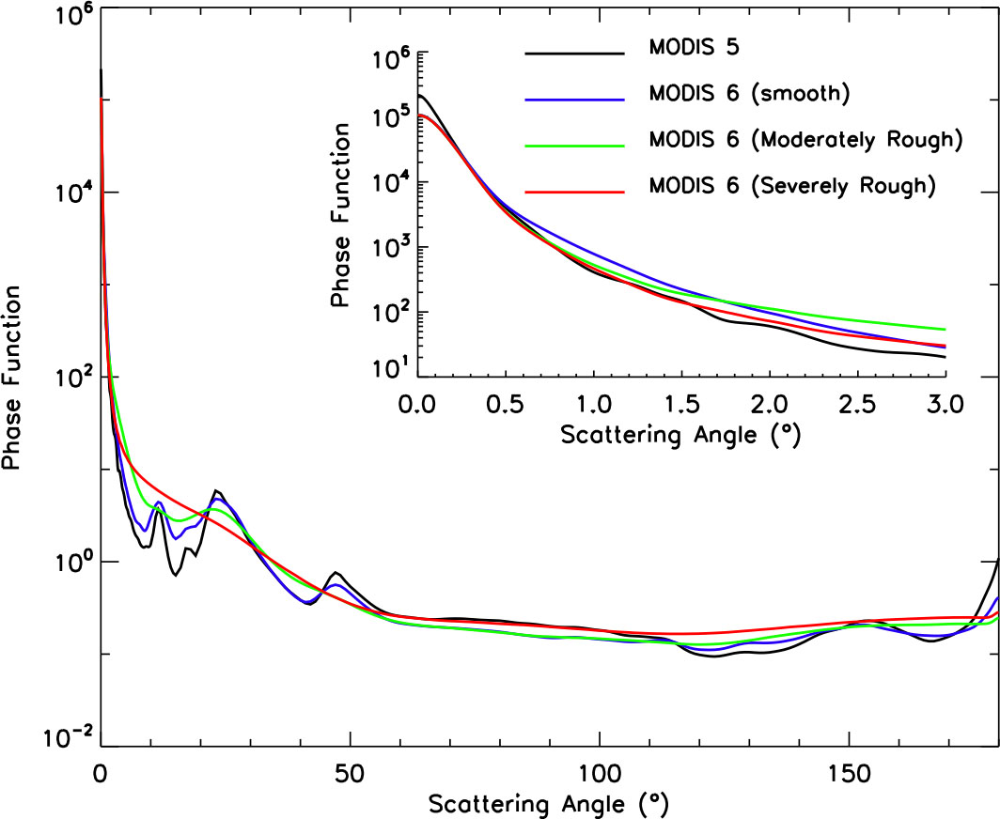 10⁶
10⁴
10²
10⁰
10⁻²
Phase Function
0
50
100
150
Scattering Angle (°)
MODIS 5
MODIS 6 (smooth)
MODIS 6 (Moderately Rough)
MODIS 6 (Severely Rough)
10⁶
10⁵
10⁴
10³
10²
10¹
Phase Function
0.0
0.5
1.0
1.5
2.0
2.5
3.0
Scattering Angle (°)